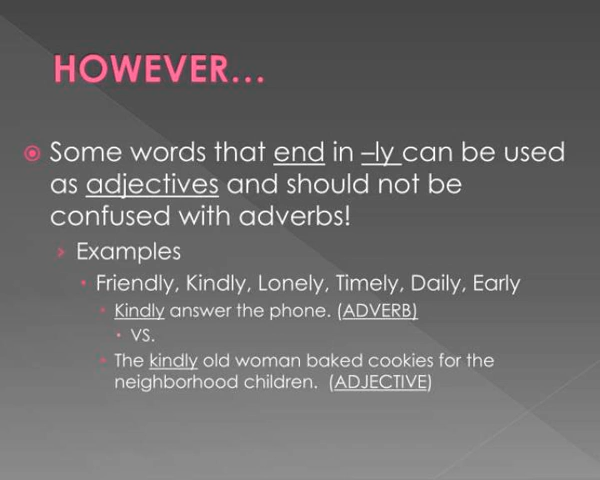 HOWEVER…
Some words that end in –ly can be used
as adjectives and should not be
confused with adverbs!
Examples
Friendly, Kindly, Lonely, Timely, Daily, Early
Kindly answer the phone. (ADVERB)
VS.
The kindly old woman baked cookies for the
neighborhood children.  (ADJECTIVE)